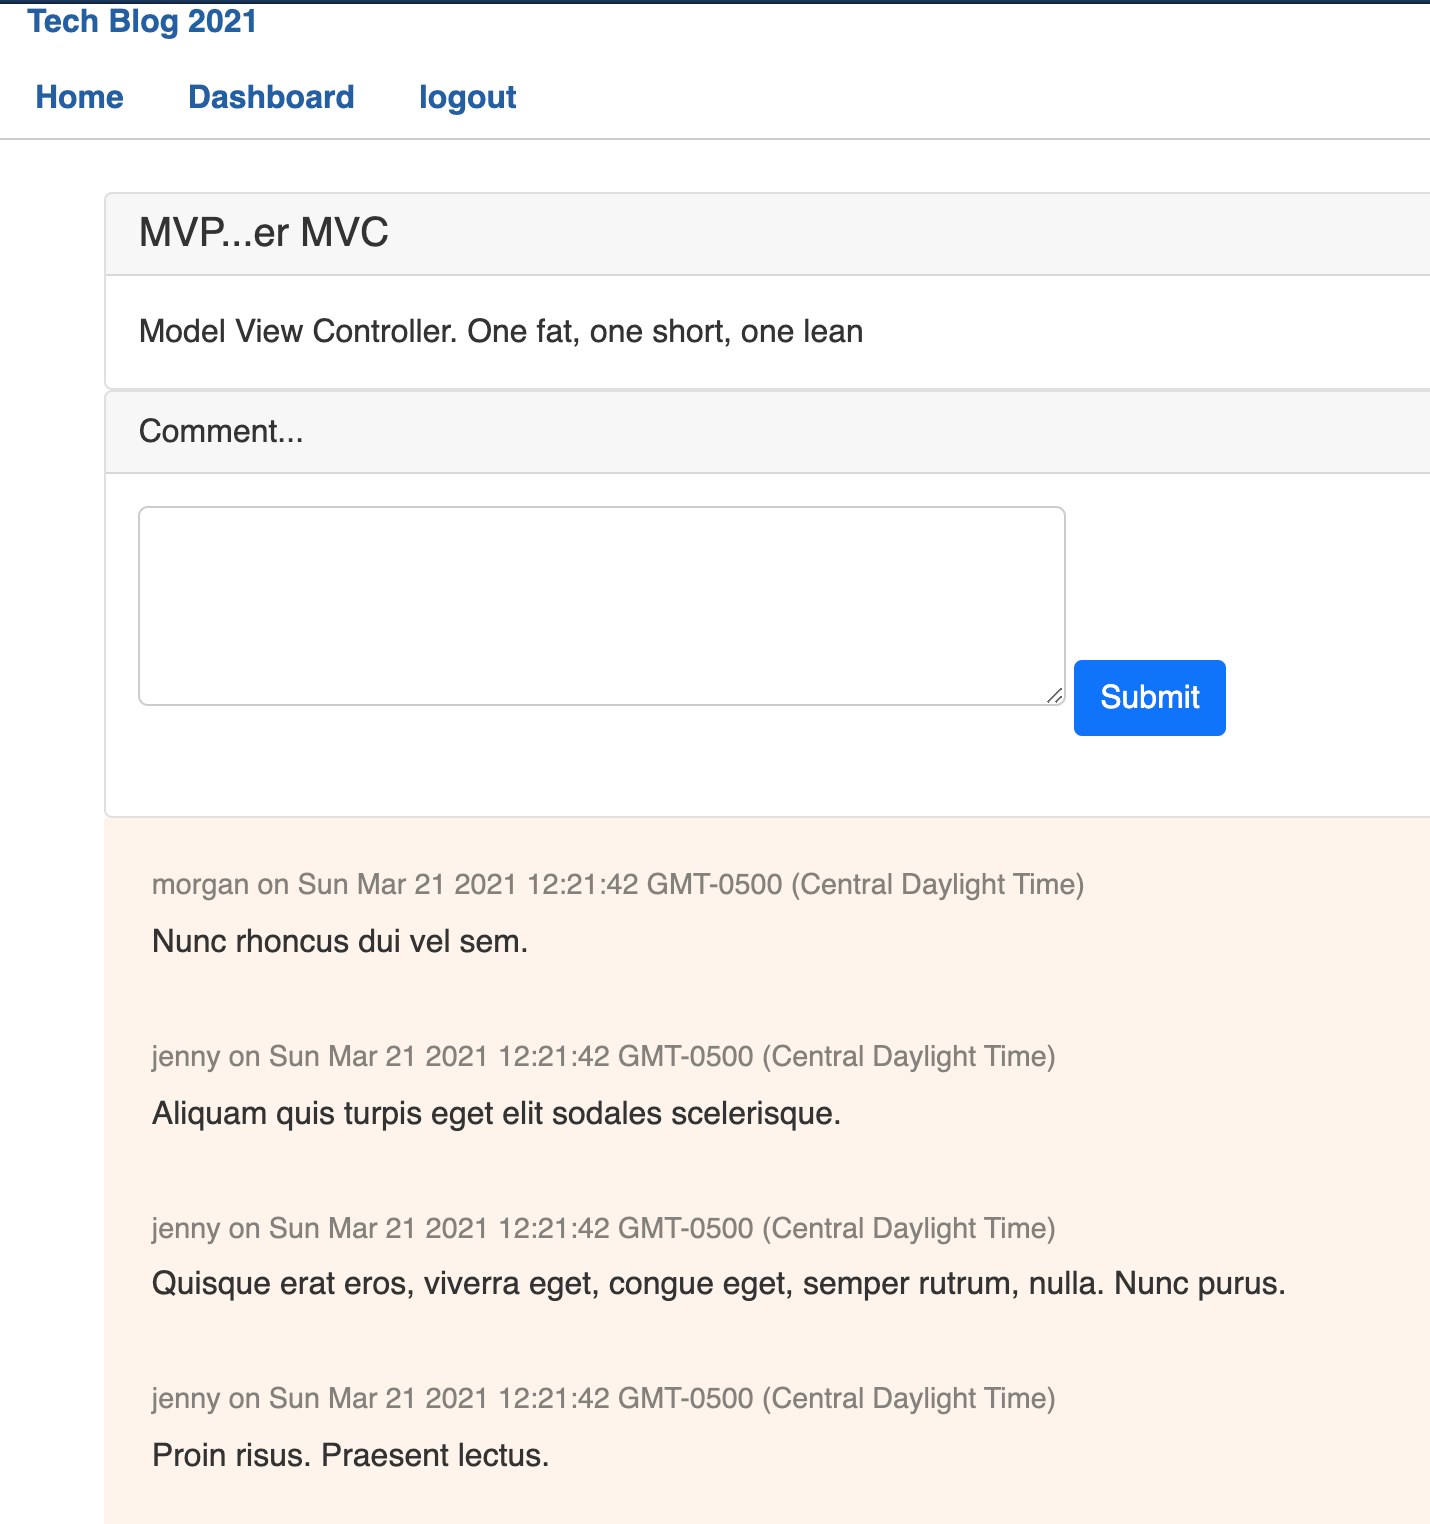 Tech Blog 2021
Home Dashboard logout
MVP...er MVC
Model View Controller. One fat, one short, one lean
Comment...
Submit
morgan on Sun Mar 21 2021 12:21:42 GMT-0500 (Central Daylight Time)
Nunc rhoncus dui vel sem.
jenny on Sun Mar 21 2021 12:21:42 GMT-0500 (Central Daylight Time)
Aliquam quis turpis eget elit sodales scelerisque.
jenny on Sun Mar 21 2021 12:21:42 GMT-0500 (Central Daylight Time)
Quisque erat eros, viverra eget, congue eget, semper rutrum, nulla. Nunc purus.
jenny on Sun Mar 21 2021 12:21:42 GMT-0500 (Central Daylight Time)
Proin risus. Praesent lectus.